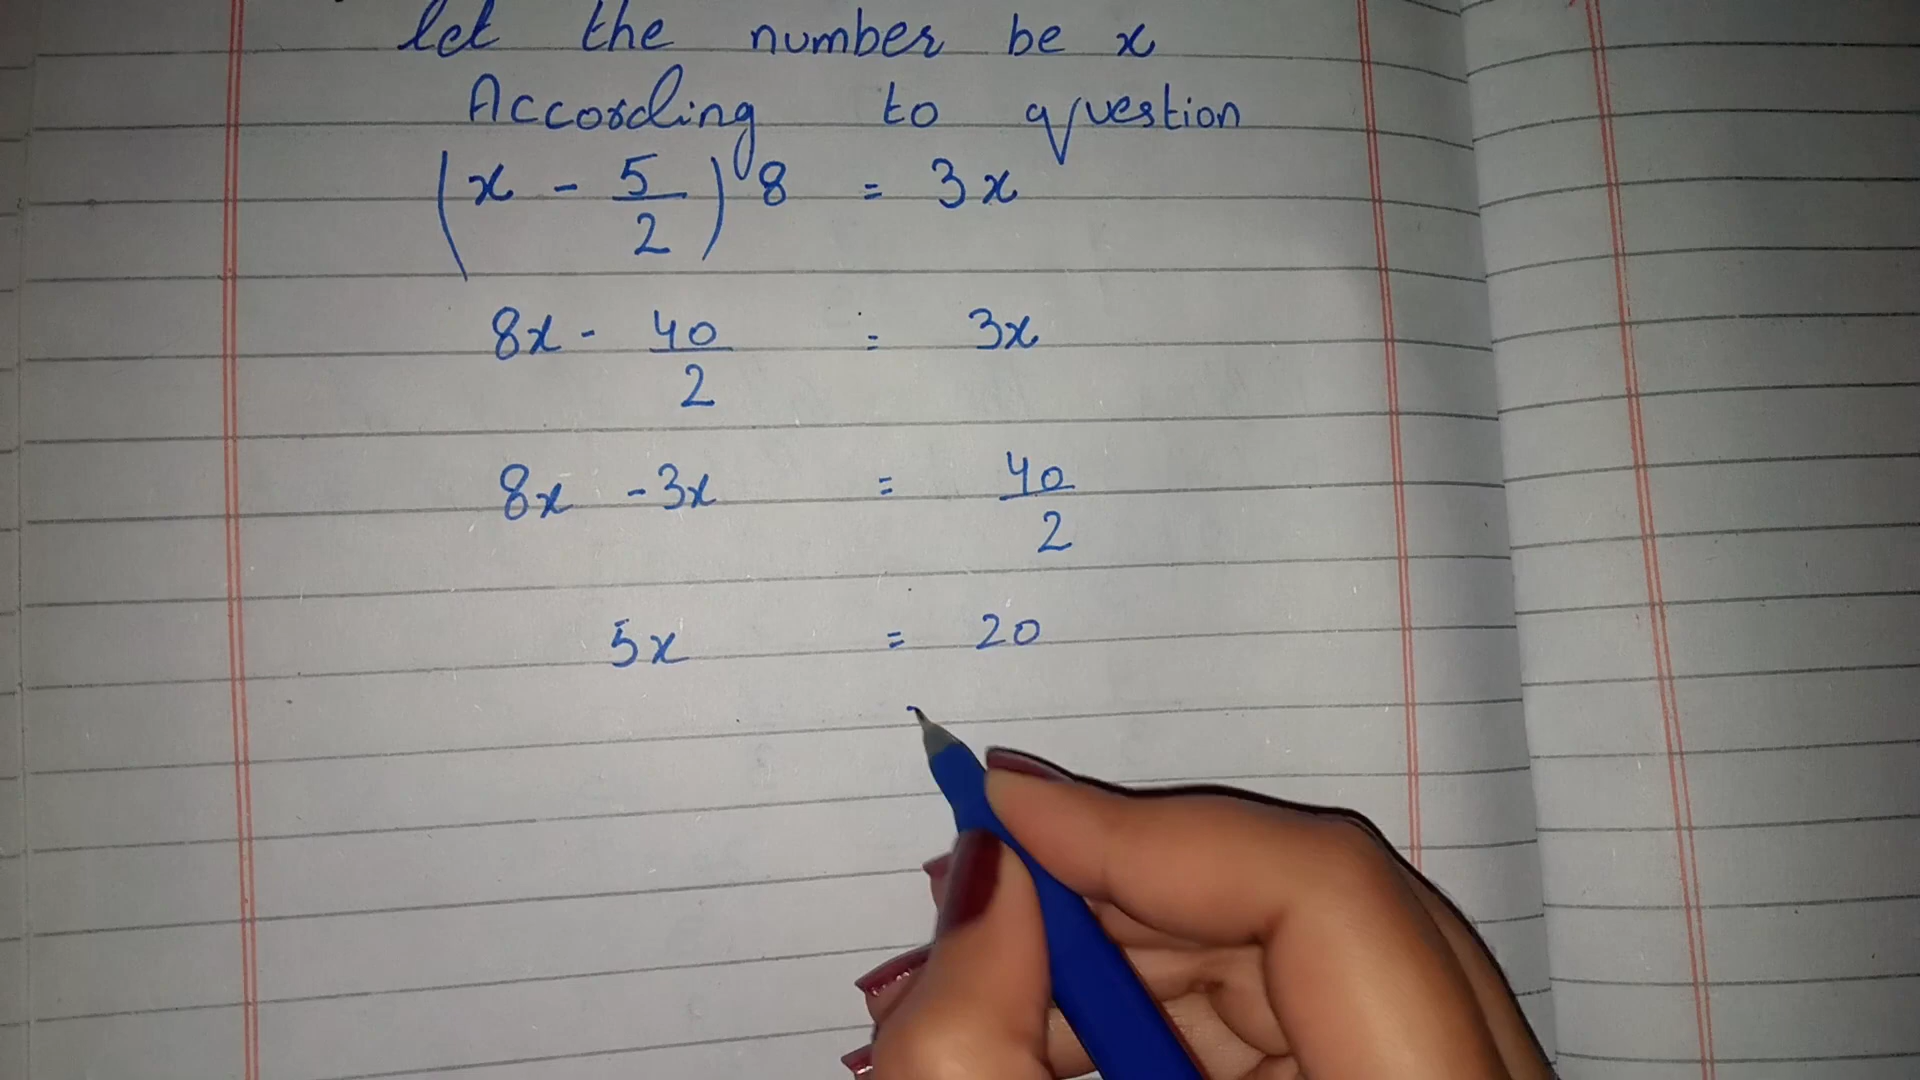 let the number be x
According to question
(x - 5/2) 8 = 3x
8x - 40/2 = 3x
8x - 3x = 40/2
5x = 20